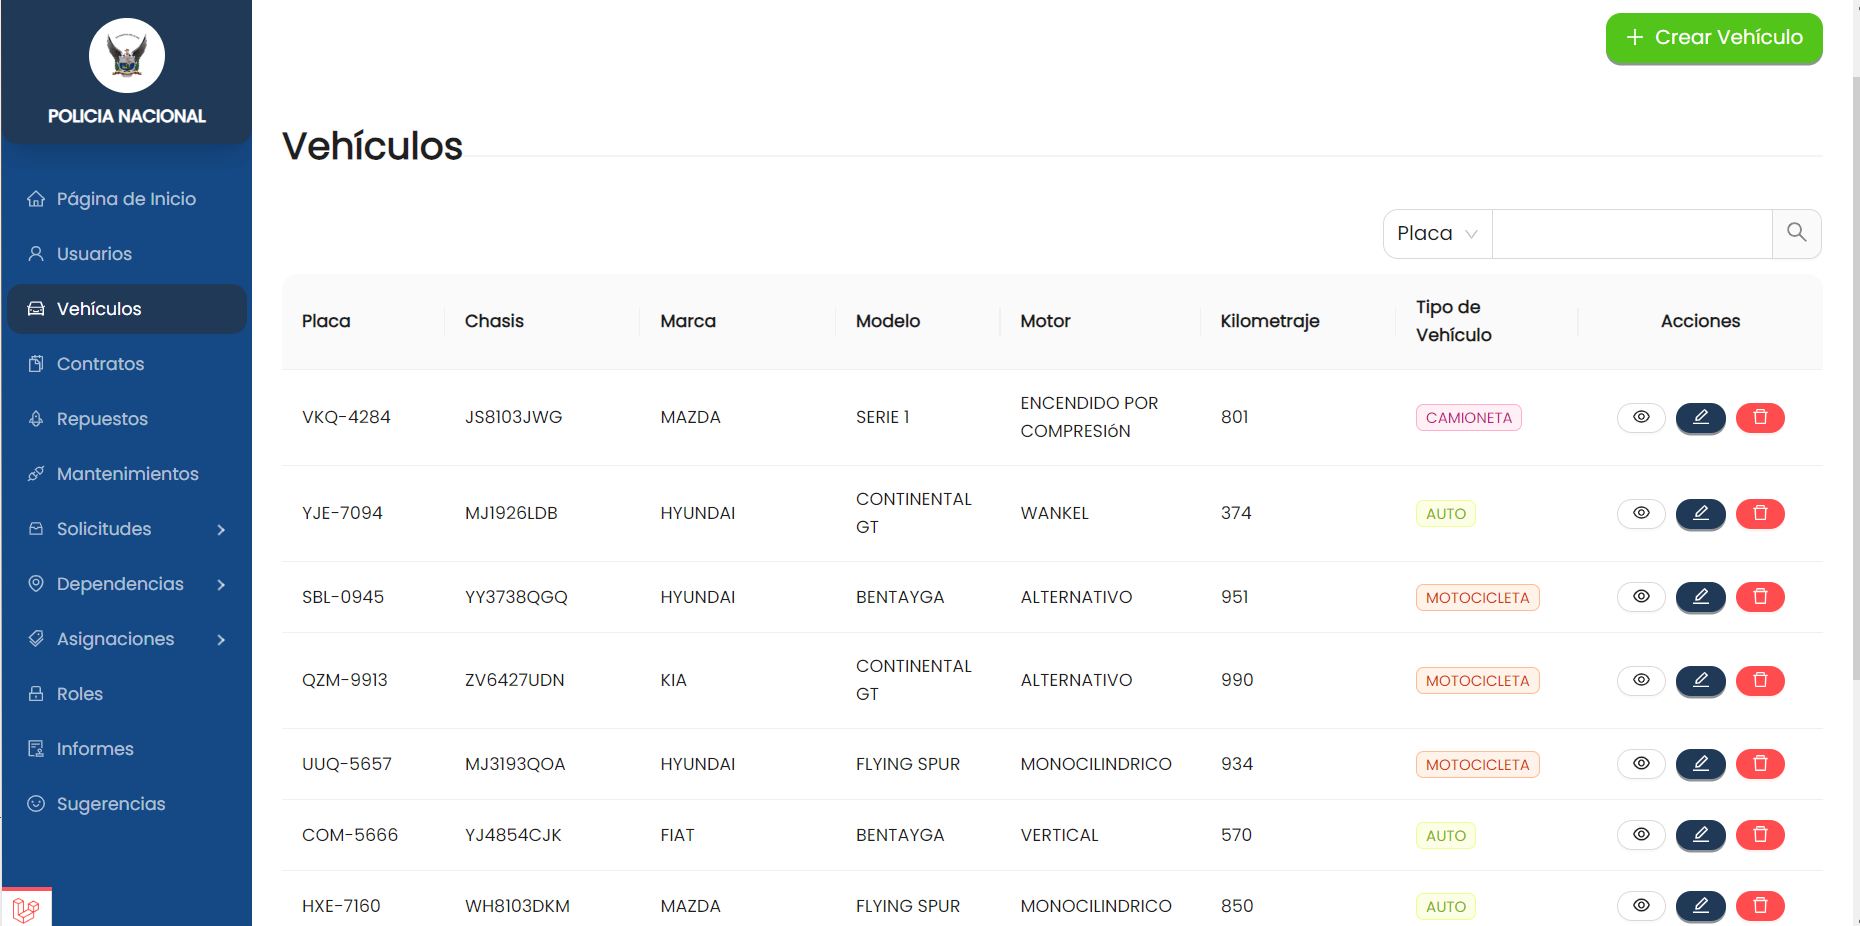 POLICIA NACIONAL
Página de Inicio
Usuarios
Vehículos
Contratos
Repuestos
Mantenimientos
Solicitudes
Dependencias
Asignaciones
Roles
Informes
Sugerencias
Crear Vehículo
Vehículos
Placa
Placa Chasis Marca Modelo Motor Kilometraje Tipo de Vehículo Acciones
VKQ-4284 JS8103JWG MAZDA SERIE 1 ENCENDIDO POR COMPRESIóN 801 CAMIONETA
YJE-7094 MJ1926LDB HYUNDAI CONTINENTAL GT WANKEL 374 AUTO
SBL-0945 YY3738QGQ HYUNDAI BENTAYGA ALTERNATIVO 951 MOTOCICLETA
QZM-9913 ZV6427UDN KIA CONTINENTAL GT ALTERNATIVO 990 MOTOCICLETA
UUQ-5657 MJ3193QOA HYUNDAI FLYING SPUR MONOCILINDRICO 934 MOTOCICLETA
COM-5666 YJ4854CJK FIAT BENTAYGA VERTICAL 570 AUTO
HXE-7160 WH8103DKM MAZDA FLYING SPUR MONOCILINDRICO 850 AUTO